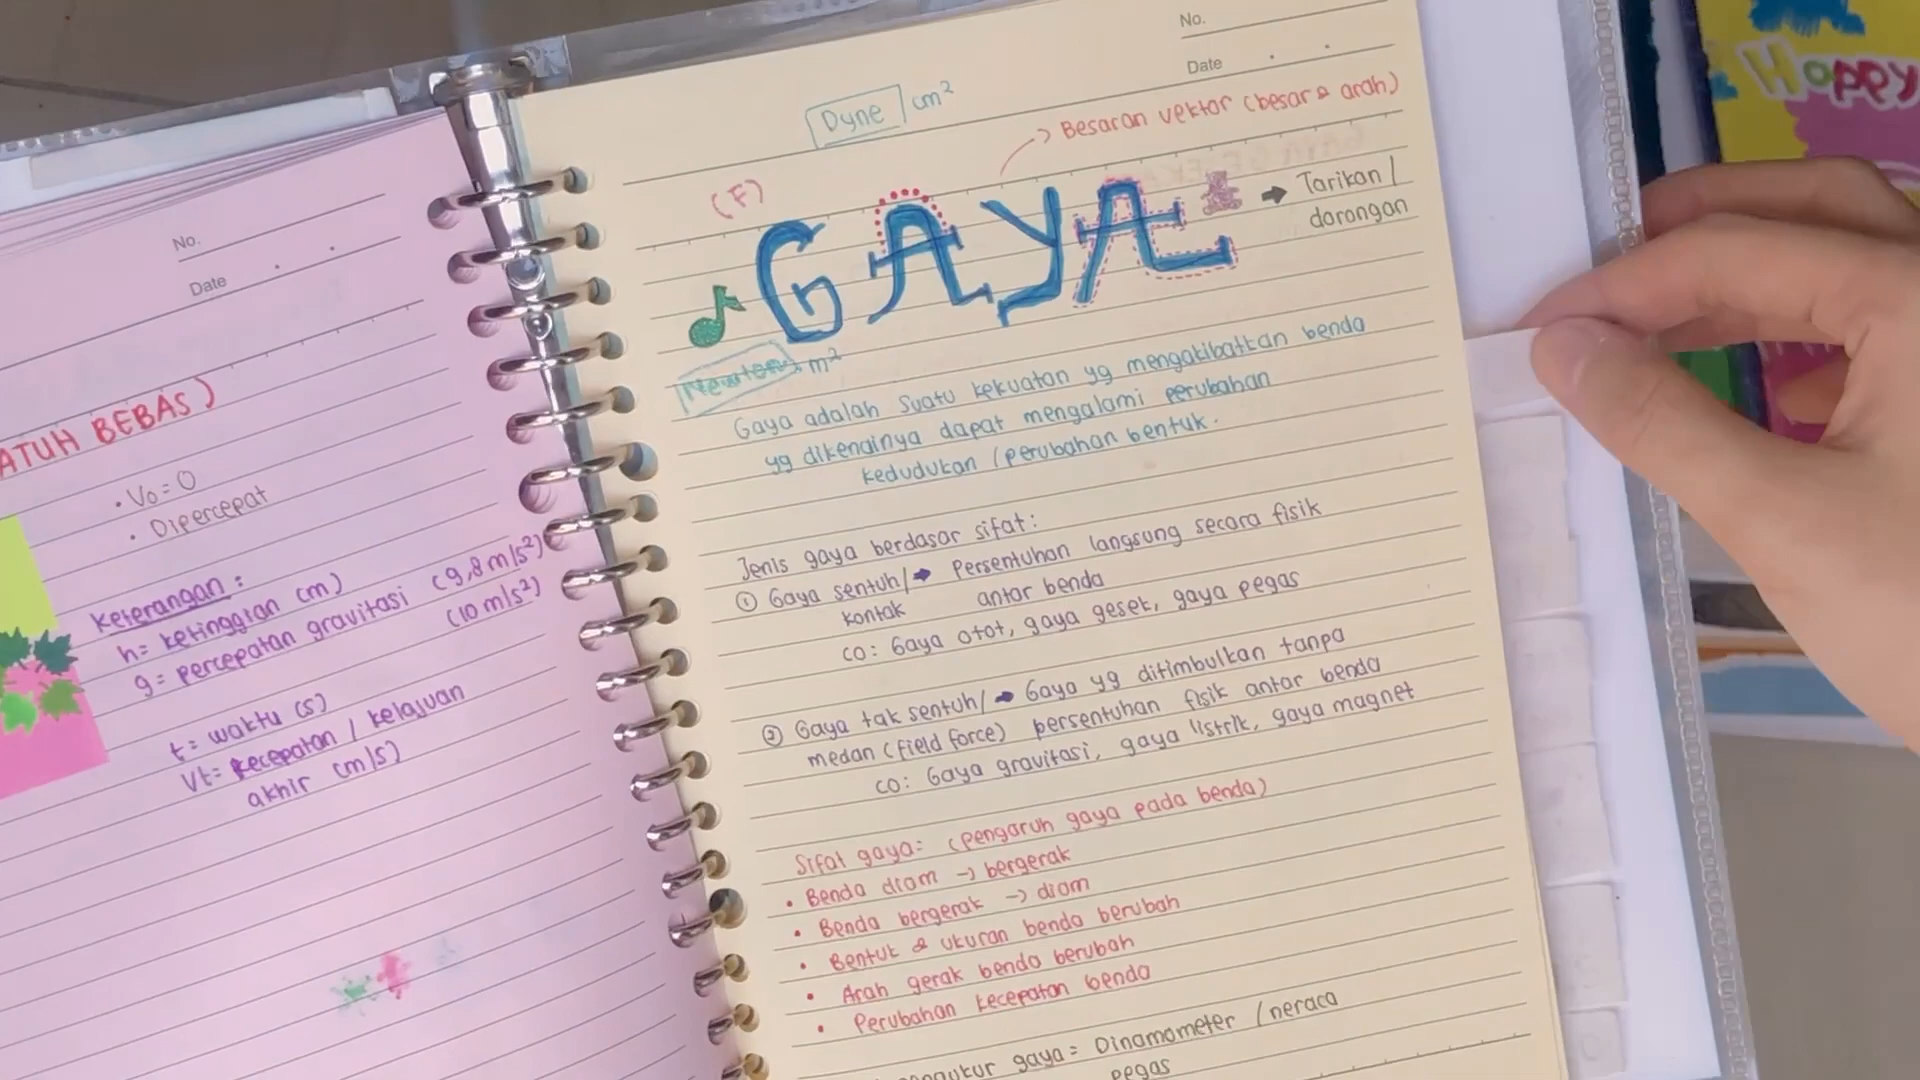 No.
Date
ATUH BEBAS)
• Vo = 0
• Dipercepat
Keterangan :
h = ketinggian (m)
g = percepatan gravitasi (9,8 m/s²)
(10 m/s²)
t = waktu (s)
Vt = kecepatan / kelajuan
akhir (m/s)
No.
Date
Dyne / cm²
→ Besaran vektor (besar & arah)
(F)
GAYA → Tarikan /
dorongan
Newton m²
Gaya adalah suatu kekuatan yg mengakibatkan benda
yg dikenainya dapat mengalami perubahan
kedudukan / perubahan bentuk.
Jenis gaya berdasar sifat :
① Gaya sentuh / → Persentuhan langsung secara fisik
kontak antar benda
co : Gaya otot, gaya gesek, gaya pegas
② Gaya tak sentuh / → Gaya yg ditimbulkan tanpa
medan (field force) persentuhan fisik antar benda
co : Gaya gravitasi, gaya listrik, gaya magnet
Sifat gaya : (pengaruh gaya pada benda)
• Benda diam → bergerak
• Benda bergerak → diam
• Bentuk & ukuran benda berubah
• Arah gerak benda berubah
• Perubahan kecepatan benda
gaya = Dinamometer / neraca
pegas
Happy